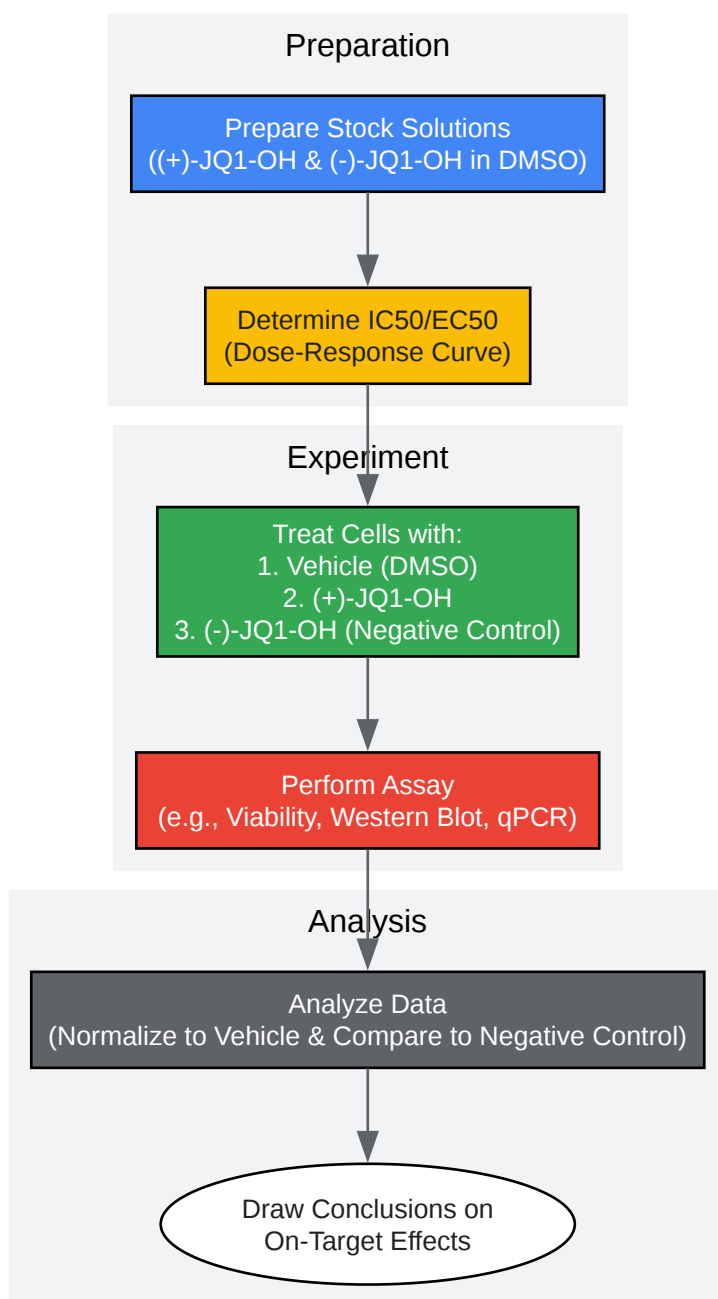 Preparation
Prepare Stock Solutions
((+)-JQ1-OH & (-)-JQ1-OH in DMSO)
Determine IC50/EC50
(Dose-Response Curve)
Experiment
Treat Cells with:
1. Vehicle (DMSO)
2. (+)-JQ1-OH
3. (-)-JQ1-OH (Negative Control)
Perform Assay
(e.g., Viability, Western Blot, qPCR)
Analysis
Analyze Data
(Normalize to Vehicle & Compare to Negative Control)
Draw Conclusions on
On-Target Effects